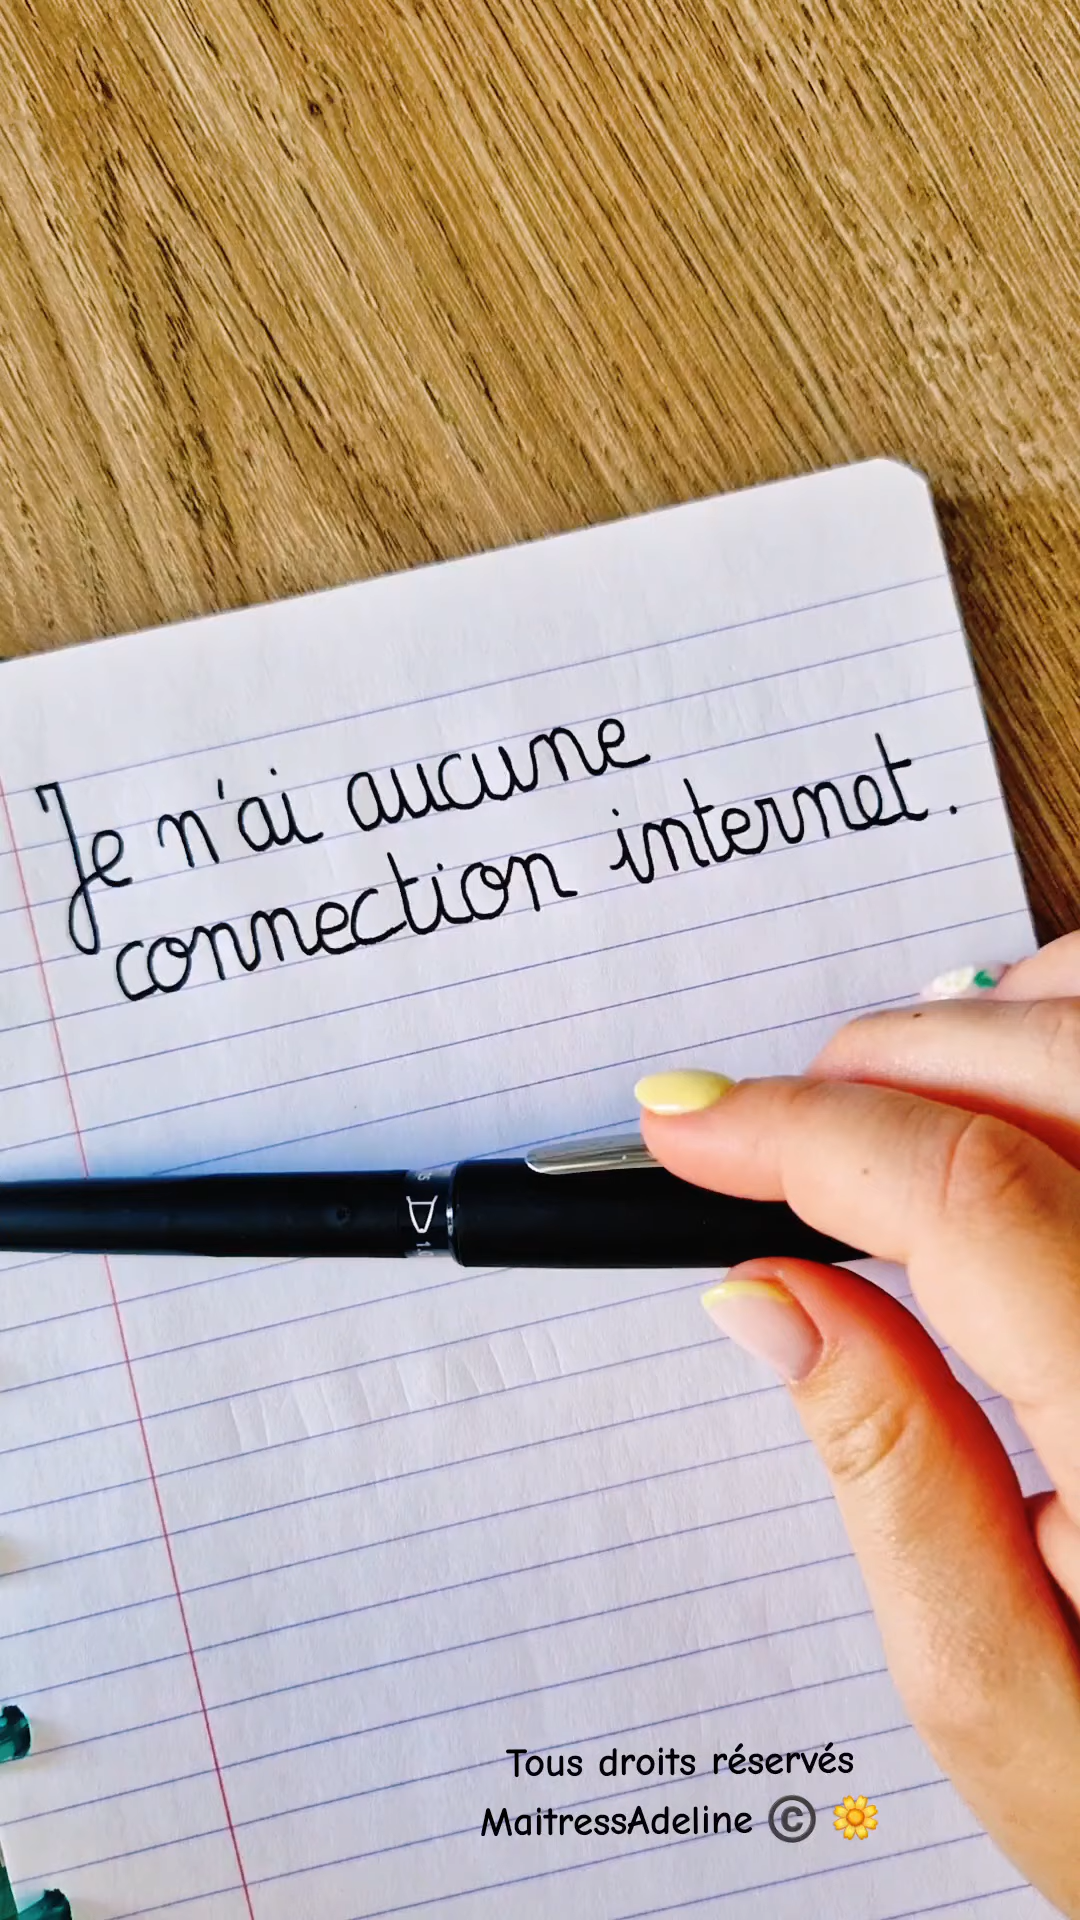 Je n'ai aucune
connection internet.
Tous droits réservés
MaitressAdeline © 🌼